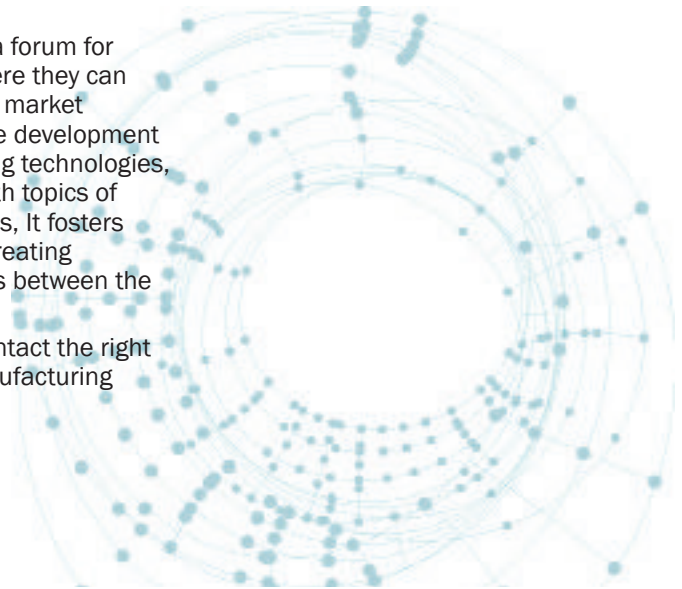 a forum for
ere they can
market
e development
g technologies,
th topics of
s, It fosters
reating
s between the
ntact the right
ufacturing